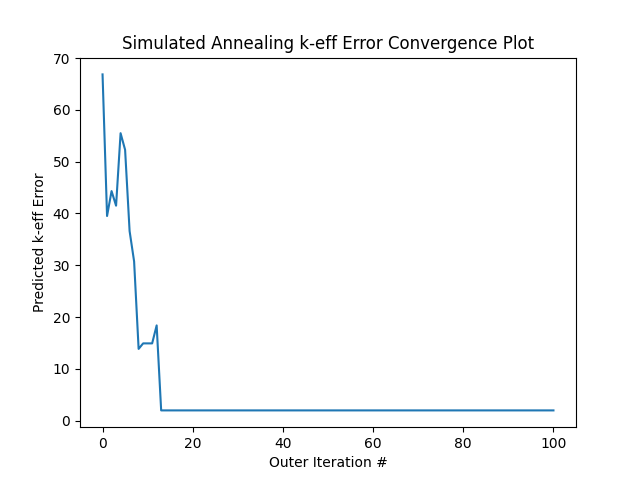 Simulated Annealing k-eff Error Convergence Plot
70
60
50
40
30
20
10
0
Predicted k-eff Error
0 20 40 60 80 100
Outer Iteration #